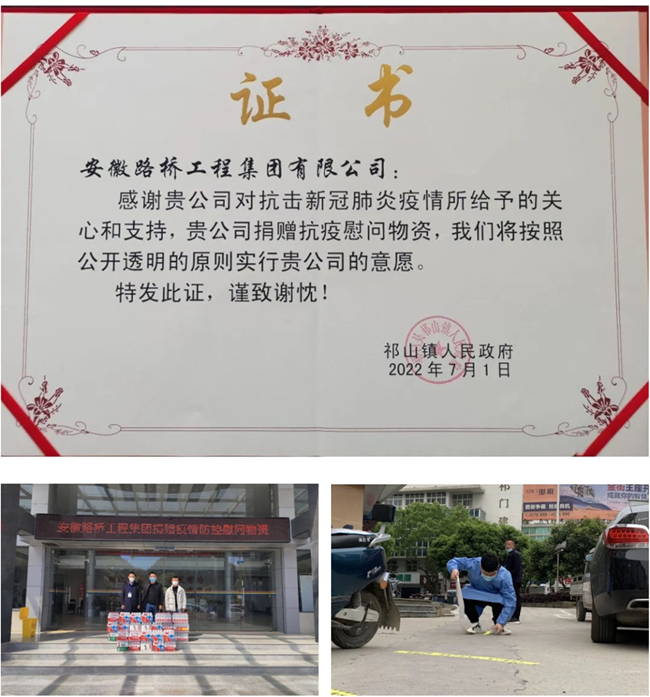 证书
安徽路桥工程集团有限公司：
感谢贵公司对抗击新冠肺炎疫情所给予的关
心和支持，贵公司捐赠抗疫慰问物资，我们将按照
公开透明的原则实行贵公司的意愿。
特发此证，谨致谢忱！
祁山镇人民政府
2022年7月1日
安徽路桥工程集团捐赠疫情防控慰问物资
祁门